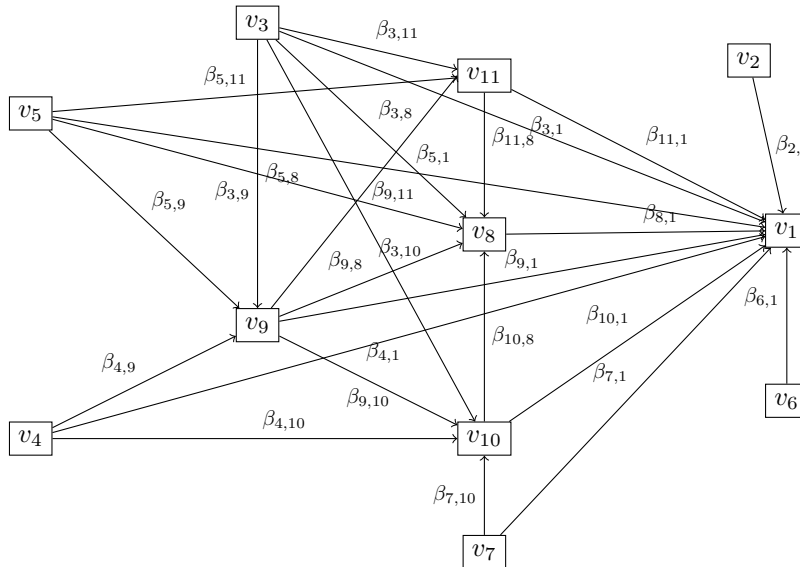 v₃
β₃,₁₁
v₂
v₁₁
β₅,₁₁
v₅
β₃,₈
β₃,₁
β₁₁,₈
β₁₁,₁
β₂,
β₅,₁
β₅,₈
β₃,₉
β₉,₁₁
β₅,₉
β₈,₁
v₈
v₁
β₃,₁₀
β₉,₈
β₉,₁
β₆,₁
v₉
β₁₀,₁
β₁₀,₈
β₄,₁
β₄,₉
β₇,₁
β₉,₁₀
v₆
β₄,₁₀
v₄
v₁₀
β₇,₁₀
v₇